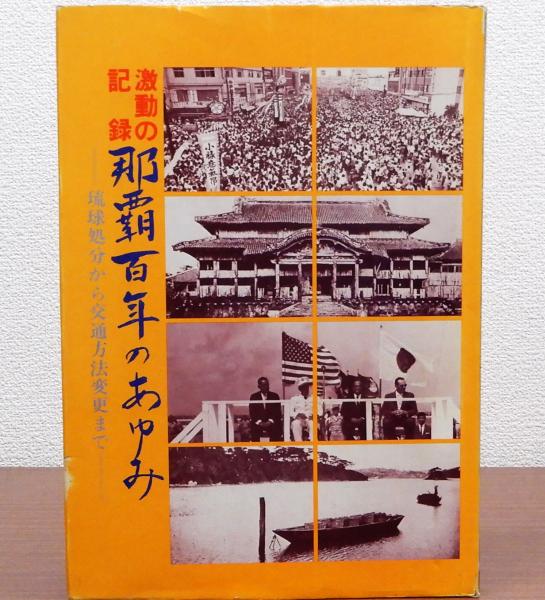 激動の
記録
那覇百年のあゆみ
――琉球処分から交通方法変更まで――